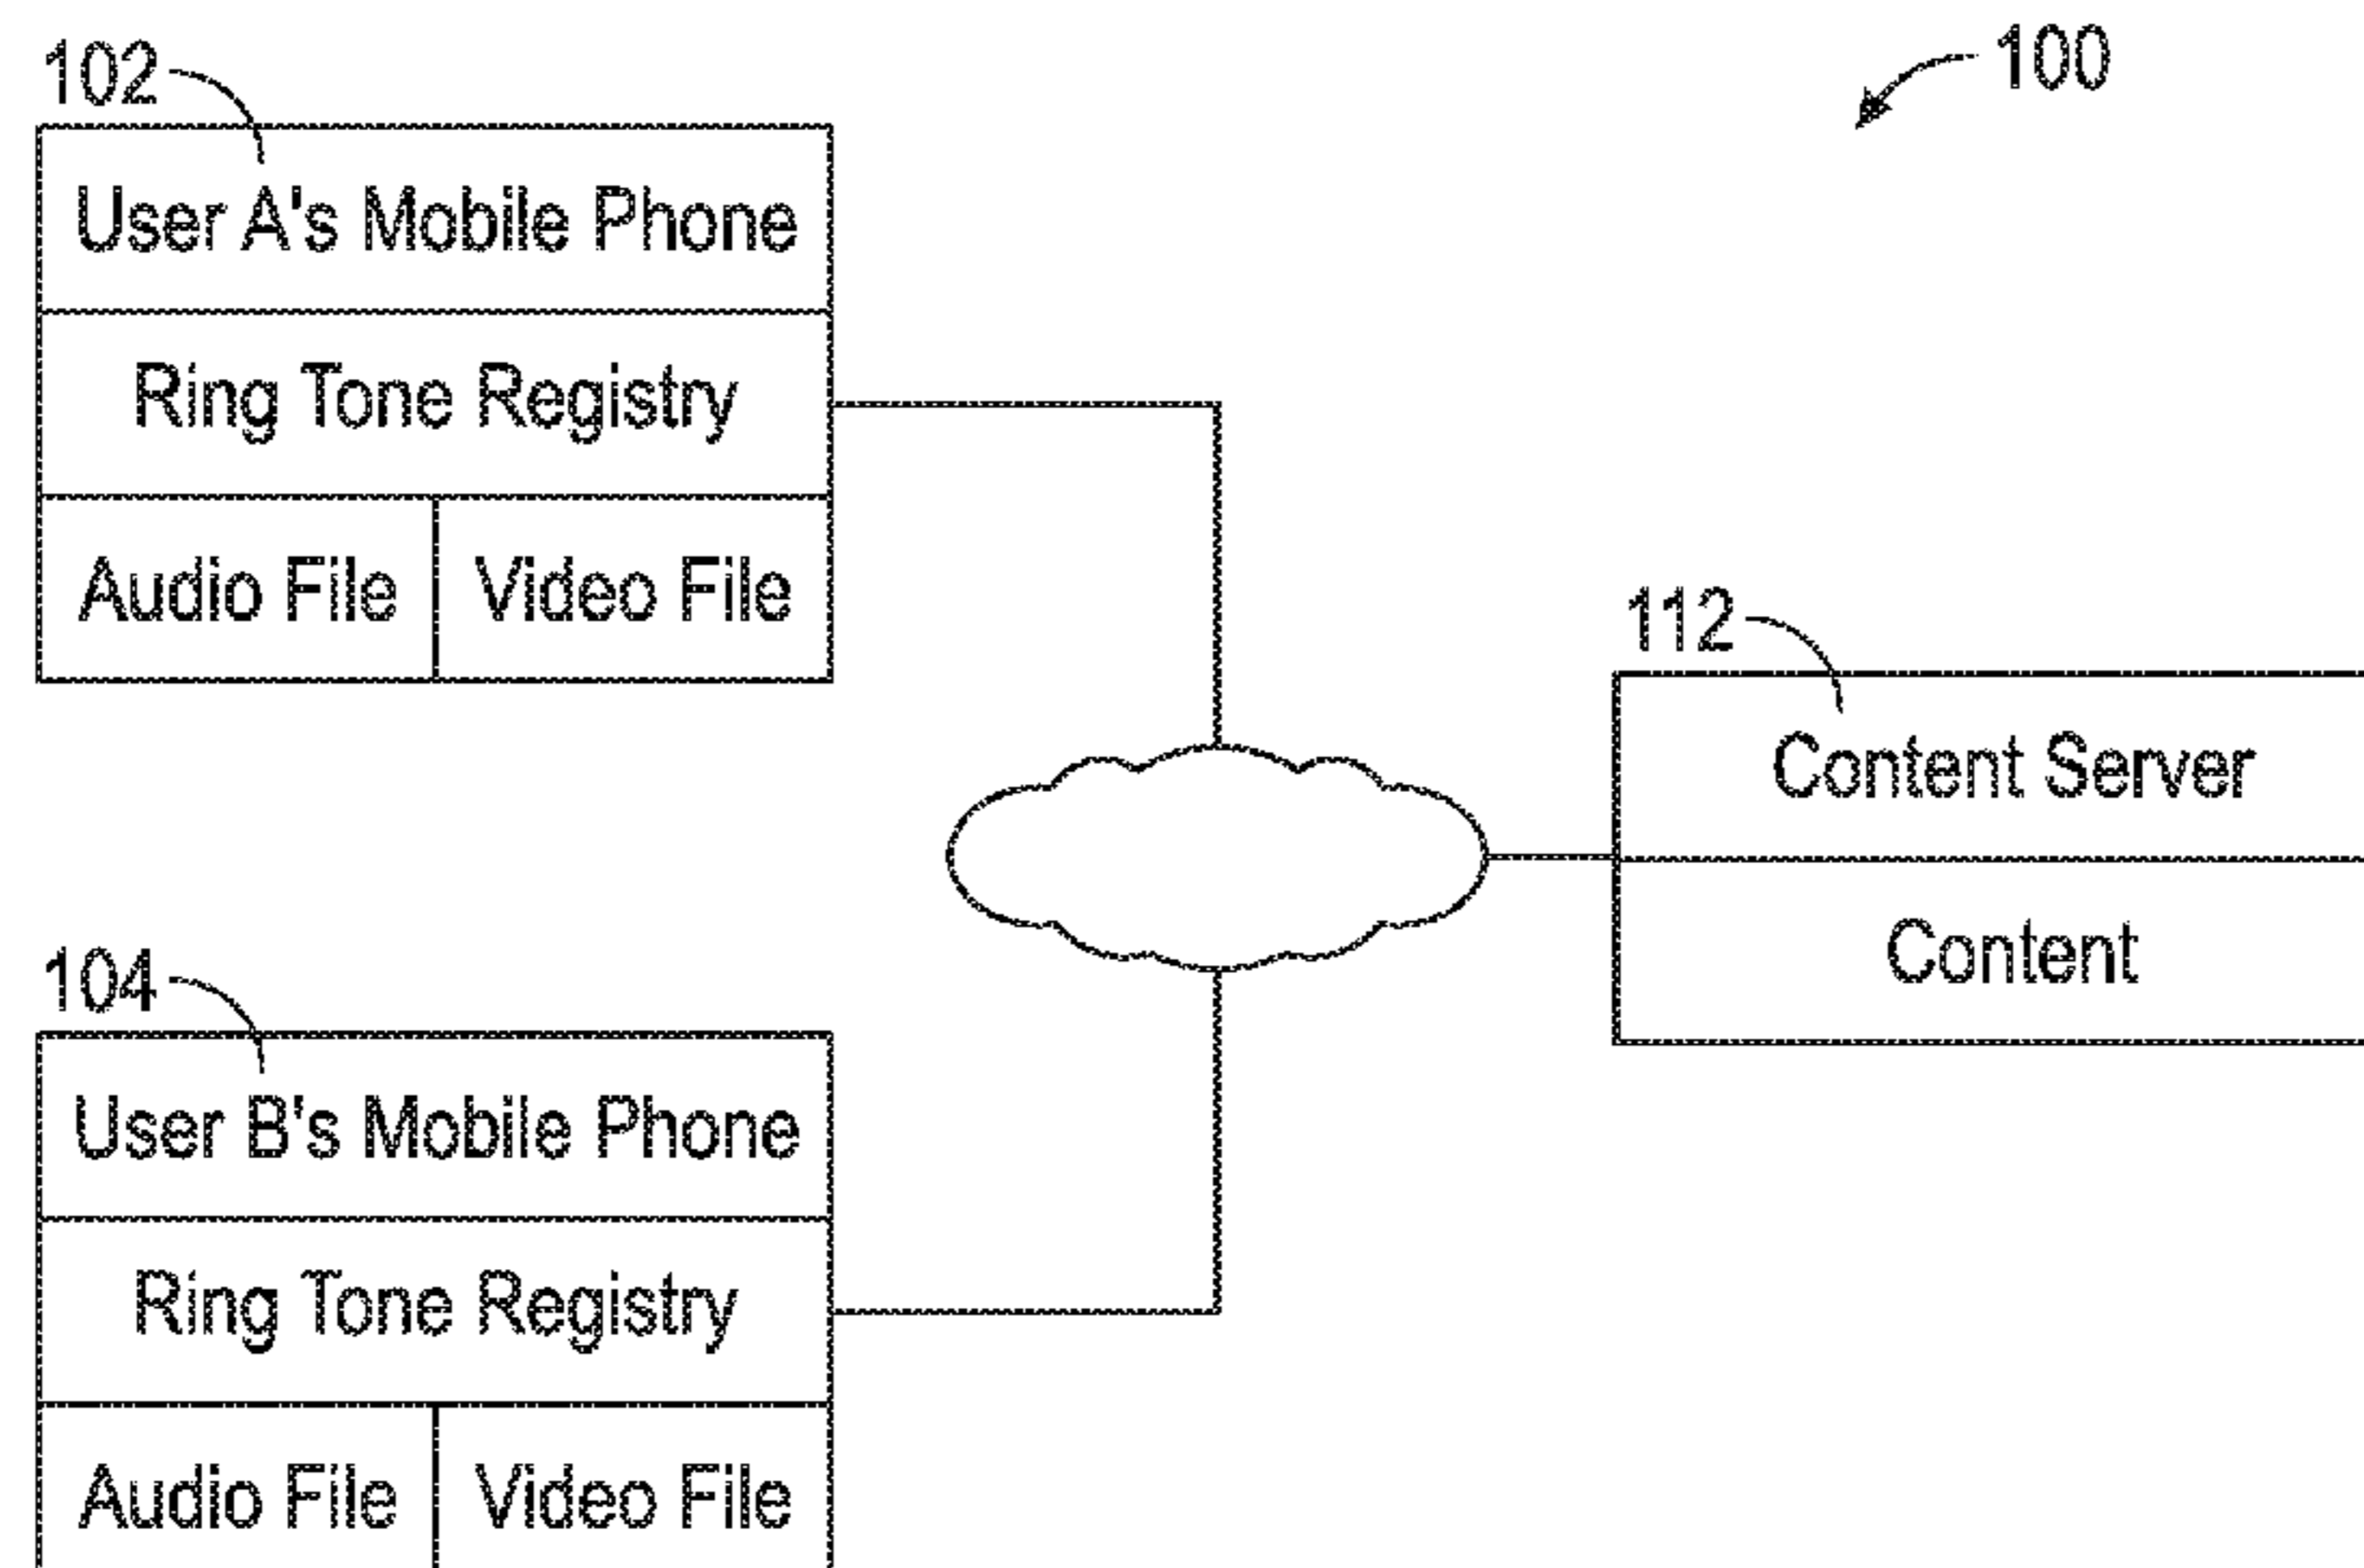 102
100
User A's Mobile Phone
Ring Tone Registry
Audio File
Video File
112
Content Server
Content
104
User B's Mobile Phone
Ring Tone Registry
Audio File
Video File